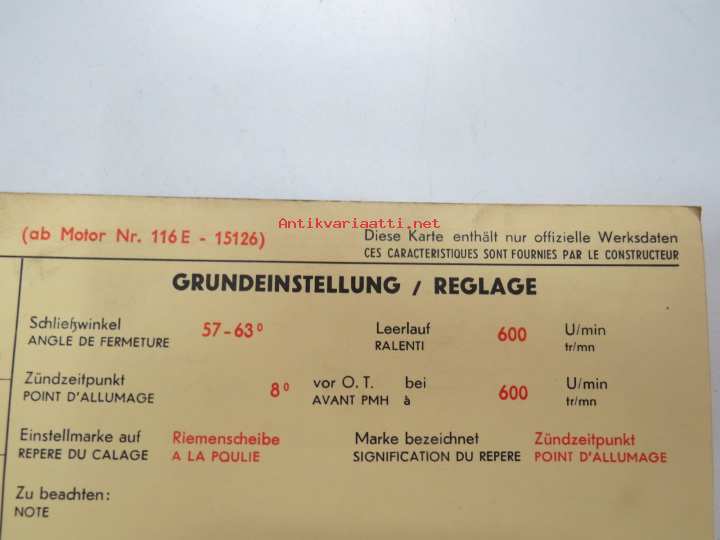 Antikvariaatti.net
(ab Motor Nr. 116 E - 15126)
Diese Karte enthält nur offizielle Werksdaten
CES CARACTERISTIQUES SONT FOURNIES PAR LE CONSTRUCTEUR
GRUNDEINSTELLUNG / REGLAGE
Schließwinkel 57-63° Leerlauf 600 U/min
ANGLE DE FERMETURE RALENTI tr/mn
Zündzeitpunkt 8° vor O. T. bei 600 U/min
POINT D'ALLUMAGE AVANT PMH à tr/mn
Einstellmarke auf Riemenscheibe Marke bezeichnet Zündzeitpunkt
REPERE DU CALAGE A LA POULIE SIGNIFICATION DU REPERE POINT D'ALLUMAGE
Zu beachten:
NOTE